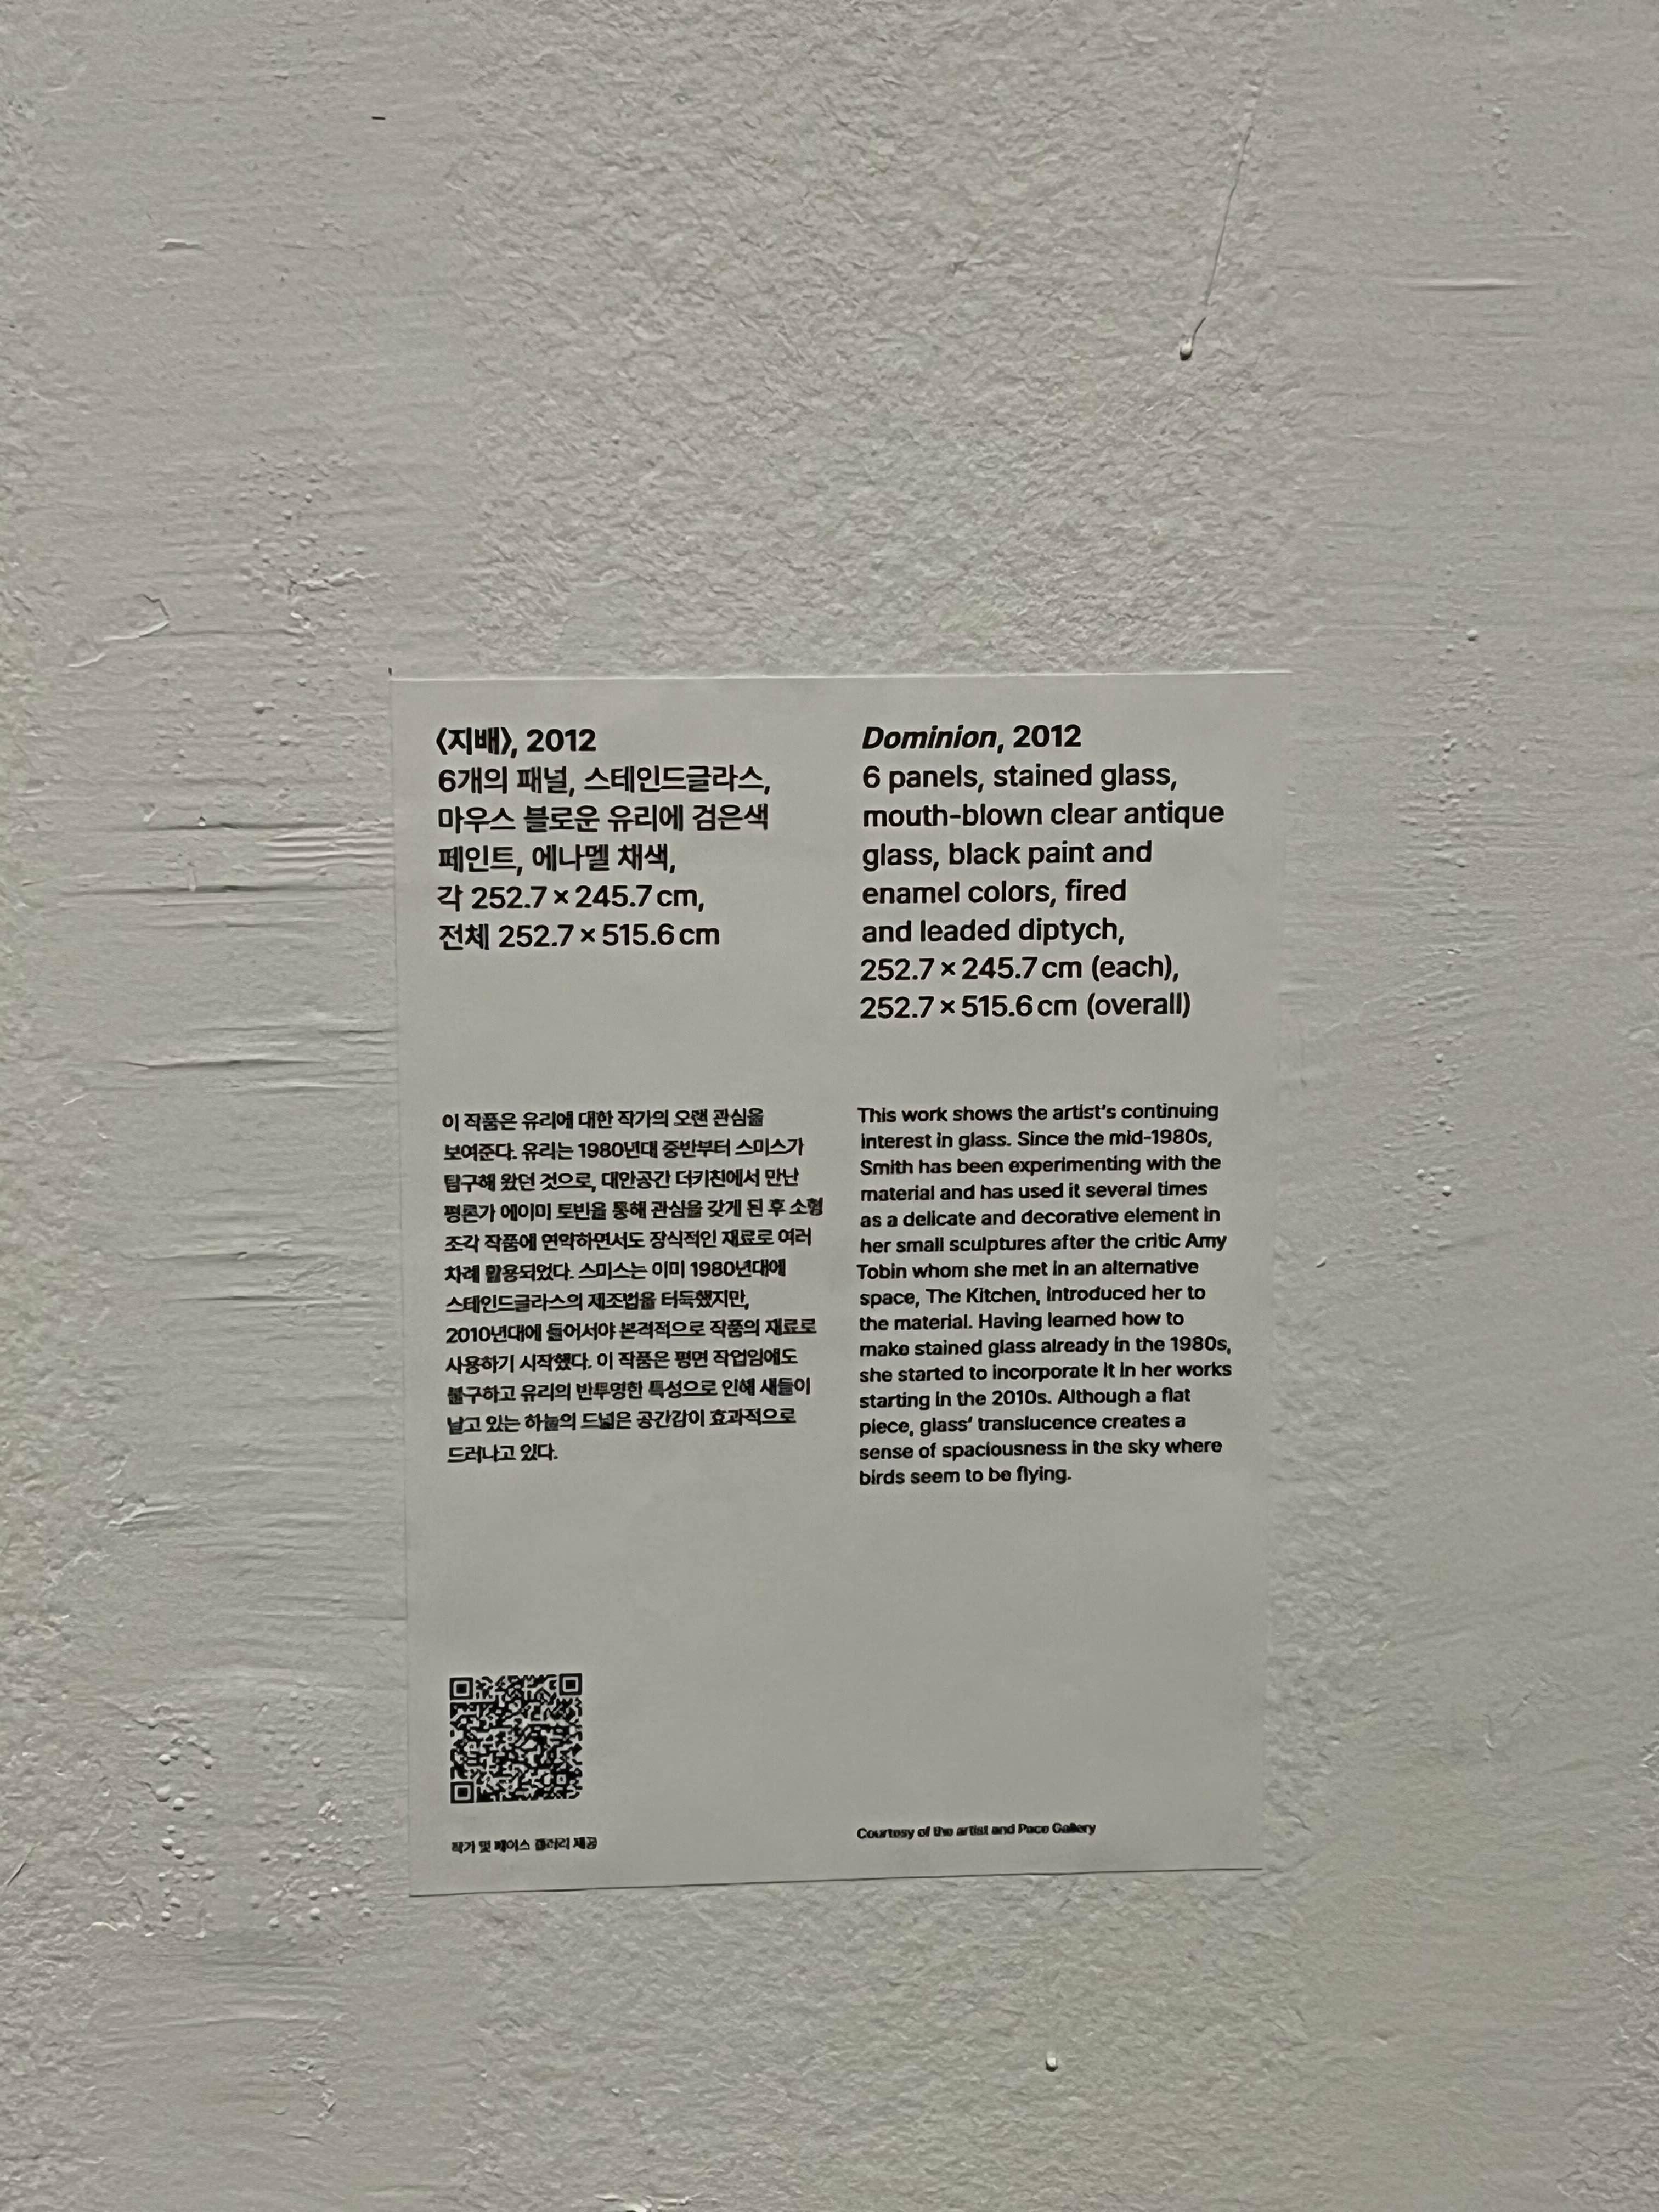 〈지배〉, 2012
6개의 패널, 스테인드글라스,
마우스 블로운 유리에 검은색
페인트, 에나멜 채색,
각 252.7 × 245.7 cm,
전체 252.7 × 515.6 cm
Dominion, 2012
6 panels, stained glass,
mouth-blown clear antique
glass, black paint and
enamel colors, fired
and leaded diptych,
252.7 × 245.7 cm (each),
252.7 × 515.6 cm (overall)
이 작품은 유리에 대한 작가의 오랜 관심을
보여준다. 유리는 1980년대 중반부터 스미스가
탐구해 왔던 것으로, 대안공간 더키친에서 만난
평론가 에이미 토빈을 통해 관심을 갖게 된 후 소형
조각 작품에 연약하면서도 장식적인 재료로 여러
차례 활용되었다. 스미스는 이미 1980년대에
스테인드글라스의 제조법을 터득했지만,
2010년대에 들어서야 본격적으로 작품의 재료로
사용하기 시작했다. 이 작품은 평면 작업임에도
불구하고 유리의 반투명한 특성으로 인해 새들이
날고 있는 하늘의 드넓은 공간감이 효과적으로
드러나고 있다.
This work shows the artist's continuing
interest in glass. Since the mid-1980s,
Smith has been experimenting with the
material and has used it several times
as a delicate and decorative element in
her small sculptures after the critic Amy
Tobin whom she met in an alternative
space, The Kitchen, introduced her to
the material. Having learned how to
make stained glass already in the 1980s,
she started to incorporate it in her works
starting in the 2010s. Although a flat
piece, glass' translucence creates a
sense of spaciousness in the sky where
birds seem to be flying.
작가 및 페이스 갤러리 제공
Courtesy of the artist and Pace Gallery